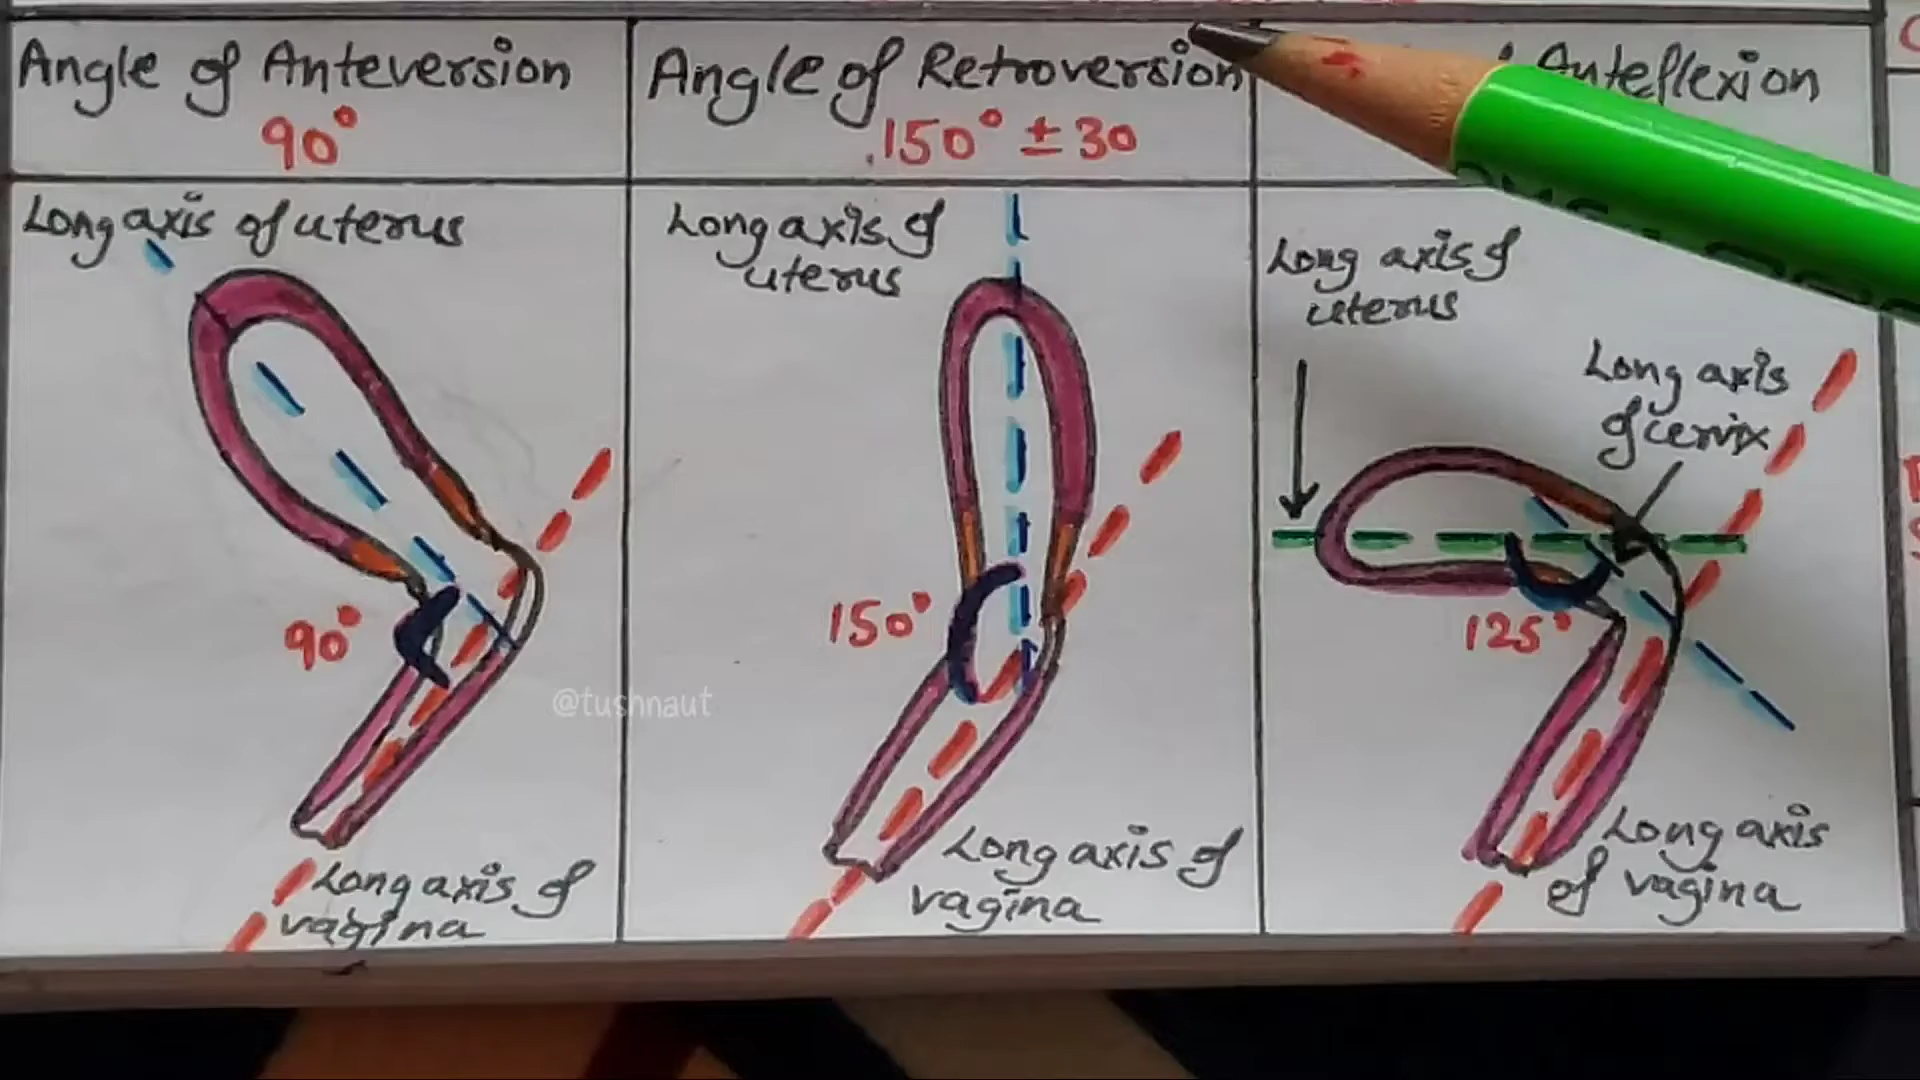 Angle of Anteversion
90°
Angle of Retroversion
150° ± 30
Anteflexion
Long axis of uterus
90°
Long axis of
vagina
Long axis of
uterus
150°
Long axis of
vagina
Long axis of
uterus
Long axis
of cervix
125°
Long axis
of vagina
@tushnaut